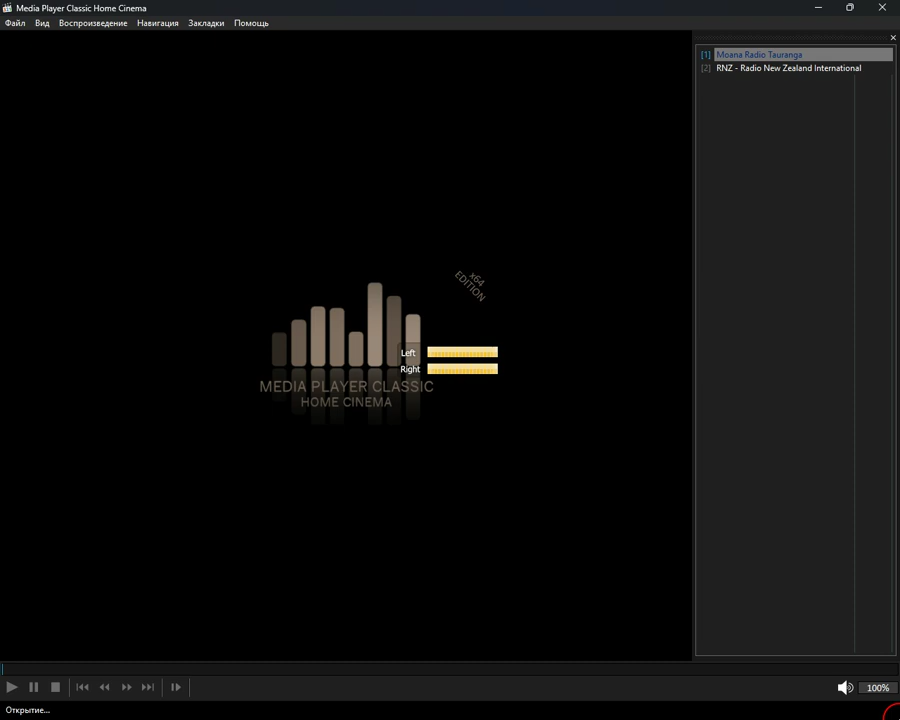 Media Player Classic Home Cinema
Файл Вид Воспроизведение Навигация Закладки Помощь
[1] Moana Radio Tauranga
[2] RNZ - Radio New Zealand International
x64
EDITION
Left
Right
MEDIA PLAYER CLASSIC
HOME CINEMA
100%
Открытие...